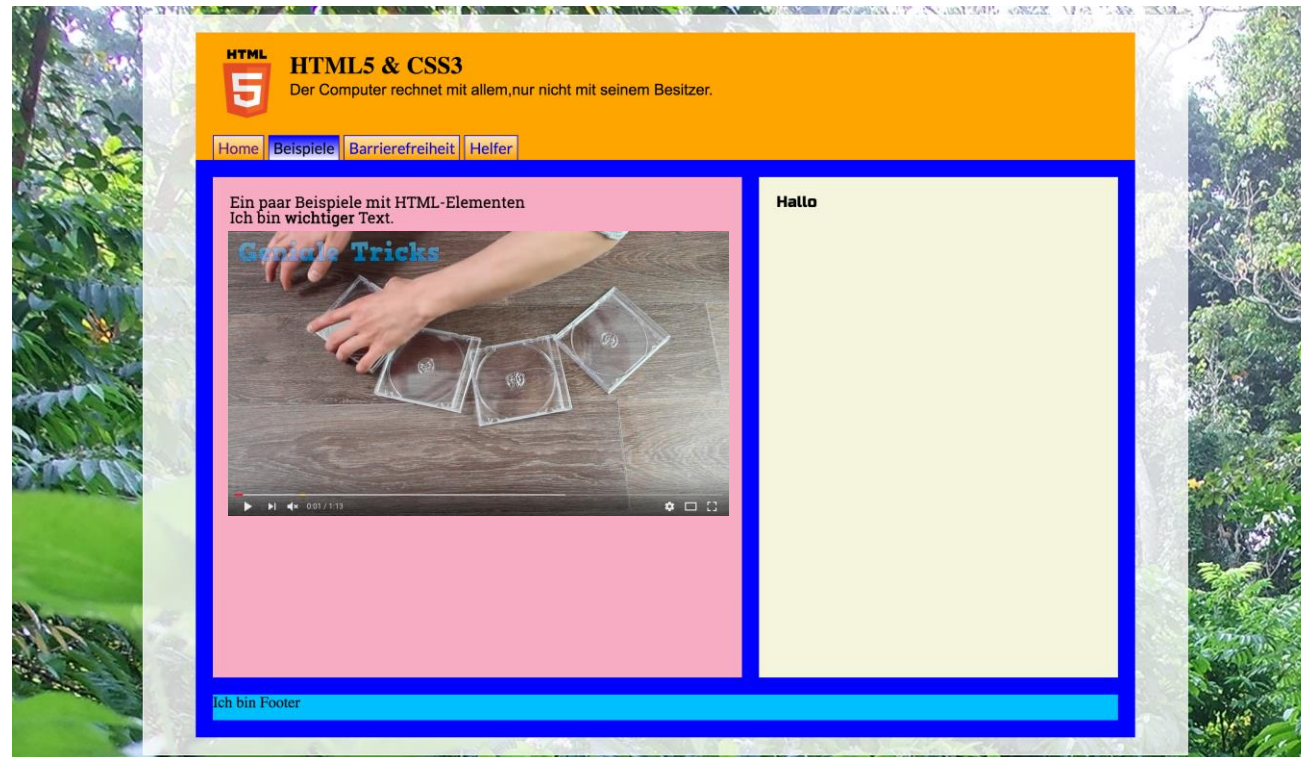 HTML
5
HTML5 & CSS3
Der Computer rechnet mit allem,nur nicht mit seinem Besitzer.
Home Beispiele Barrierefreiheit Helfer
Ein paar Beispiele mit HTML-Elementen
Ich bin wichtiger Text.
Geniale Tricks
0:01 / 1:13
Hallo
Ich bin Footer